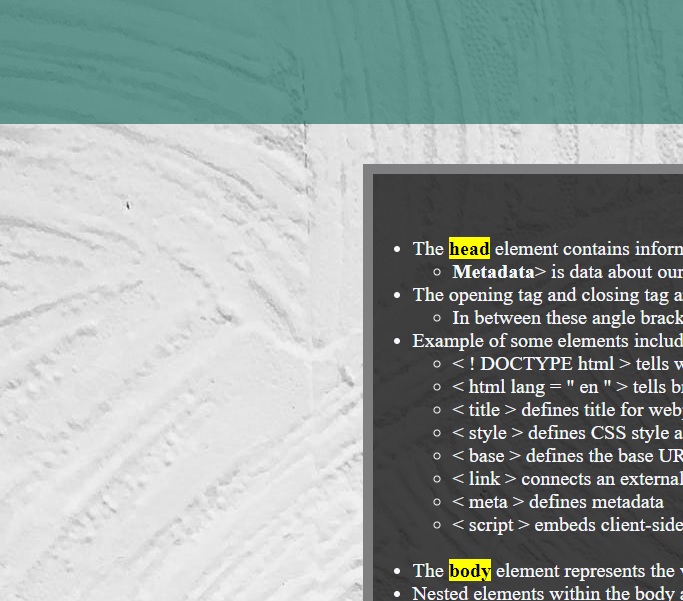 The head element contains inform
Metadata> is data about our
The opening tag and closing tag a
In between these angle brack
Example of some elements includ
< ! DOCTYPE html > tells w
< html lang = " en " > tells b
< title > defines title for web
< style > defines CSS style a
< base > defines the base UR
< link > connects an external
< meta > defines metadata
< script > embeds client-side
The body element represents the
Nested elements within the body a